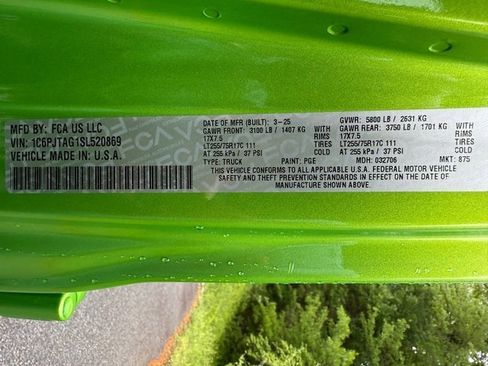 MFD BY: FCA US LLC
VIN: 1C6PJTAG1SL520869
VEHICLE MADE IN: U.S.A.
DATE OF MFR (BUILT): 3-25 GVWR: 5800 LB / 2631 KG
GAWR FRONT: 3100 LB / 1407 KG WITH GAWR REAR: 3750 LB / 1701 KG WITH
17X7.5 RIMS 17X7.5 RIMS
LT255/75R17C 111 TIRES LT255/75R17C 111 TIRES
AT 255 kPa / 37 PSI COLD AT 255 kPa / 37 PSI COLD
TYPE: TRUCK PAINT: PGE MDH: 032706 MKT: 875
THIS VEHICLE CONFORMS TO ALL APPLICABLE U.S.A. FEDERAL MOTOR VEHICLE
SAFETY AND THEFT PREVENTION STANDARDS IN EFFECT ON THE DATE OF
MANUFACTURE SHOWN ABOVE.
FCA